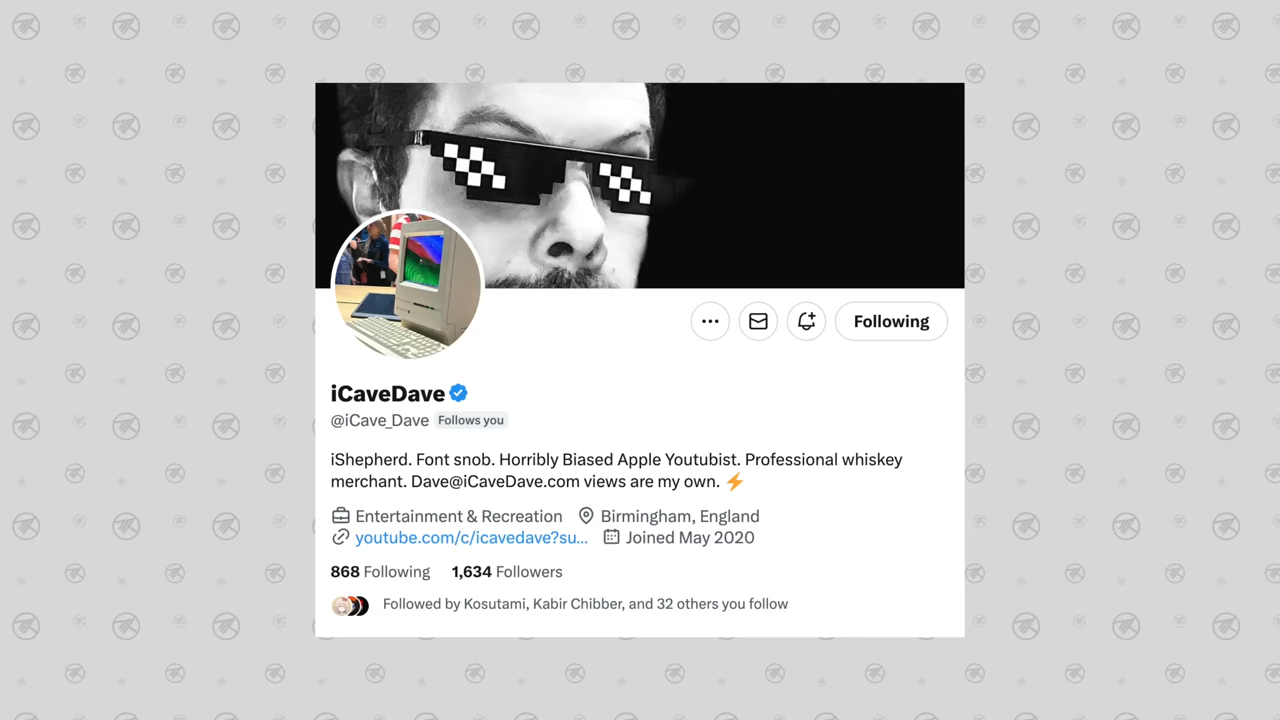 Following
iCaveDave
@iCave_Dave Follows you
iShepherd. Font snob. Horribly Biased Apple Youtubist. Professional whiskey
merchant. Dave@iCaveDave.com views are my own. ⚡
Entertainment & Recreation Birmingham, England
youtube.com/c/icavedave?su... Joined May 2020
868 Following 1,634 Followers
Followed by Kosutami, Kabir Chibber, and 32 others you follow